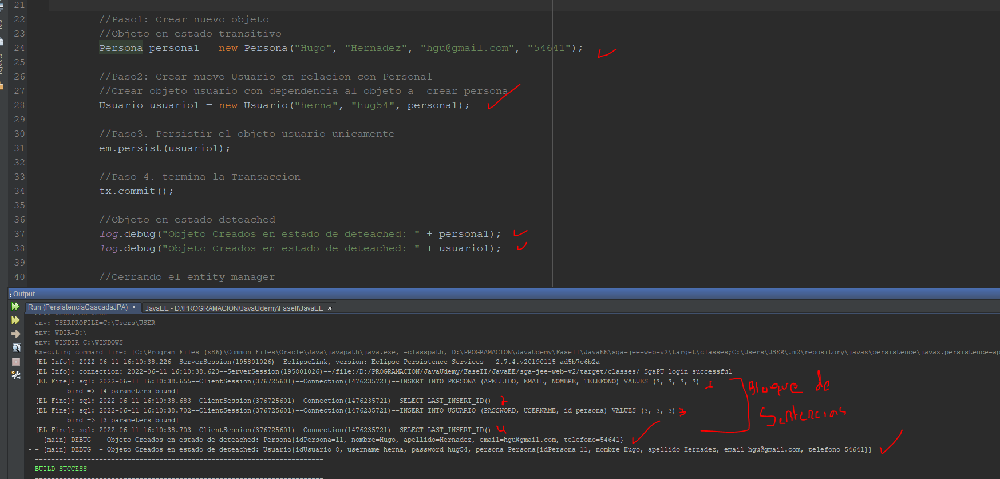 21
22 //Paso1: Crear nuevo objeto
23 //Objeto en estado transitivo
24 Persona persona1 = new Persona("Hugo", "Hernadez", "hgu@gmail.com", "54641");
25
26 //Paso2: Crear nuevo Usuario en relacion con Persona1
27 //Crear objeto usuario con dependencia al objeto a  crear persona
28 Usuario usuario1 = new Usuario("herna", "hug54", persona1);
29
30 //Paso3. Persistir el objeto usuario unicamente
31 em.persist(usuario1);
32
33 //Paso 4. termina la Transaccion
34 tx.commit();
35
36 //Objeto en estado deteached
37 log.debug("Objeto Creados en estado de deteached: " + persona1);
38 log.debug("Objeto Creados en estado de deteached: " + usuario1);
39
40 //Cerrando el entity manager
Output
Run (PersistenciaCascadaJPA) × JavaEE - D:\PROGRAMACION\JavaUdemy\FaseII\JavaEE ×
env: USERPROFILE=C:\Users\USER
env: WDIR=D:\
env: WINDIR=C:\WINDOWS
Executing command line: [C:\Program Files (x86)\Common Files\Oracle\Java\javapath\java.exe, -classpath, D:\PROGRAMACION\JavaUdemy\FaseII\JavaEE\sga-jee-web-v2\target\classes;C:\Users\USER\.m2\repository\javax\persistence\javax.persistence-ap
[EL Info]: 2022-06-11 16:10:38.226--ServerSession(195801026)--EclipseLink, version: Eclipse Persistence Services - 2.7.4.v20190115-ad5b7c6b2a
[EL Info]: connection: 2022-06-11 16:10:38.623--ServerSession(195801026)--/file:/D:/PROGRAMACION/JavaUdemy/FaseII/JavaEE/sga-jee-web-v2/target/classes/_SgaPU login successful
[EL Fine]: sql: 2022-06-11 16:10:38.655--ClientSession(376725601)--Connection(1476235721)--INSERT INTO PERSONA (APELLIDO, EMAIL, NOMBRE, TELEFONO) VALUES (?, ?, ?, ?) 1
bind => [4 parameters bound]
[EL Fine]: sql: 2022-06-11 16:10:38.683--ClientSession(376725601)--Connection(1476235721)--SELECT LAST_INSERT_ID() 2
[EL Fine]: sql: 2022-06-11 16:10:38.702--ClientSession(376725601)--Connection(1476235721)--INSERT INTO USUARIO (PASSWORD, USERNAME, id_persona) VALUES (?, ?, ?) 3
bind => [3 parameters bound]
[EL Fine]: sql: 2022-06-11 16:10:38.703--ClientSession(376725601)--Connection(1476235721)--SELECT LAST_INSERT_ID() 4
Bloque de
Sentencias
- [main] DEBUG  - Objeto Creados en estado de deteached: Persona{idPersona=11, nombre=Hugo, apellido=Hernadez, email=hgu@gmail.com, telefono=54641}
- [main] DEBUG  - Objeto Creados en estado de deteached: Usuario{idUsuario=8, username=herna, password=hug54, persona=Persona{idPersona=11, nombre=Hugo, apellido=Hernadez, email=hgu@gmail.com, telefono=54641}}
------------------------------------------------------------------------
BUILD SUCCESS
------------------------------------------------------------------------